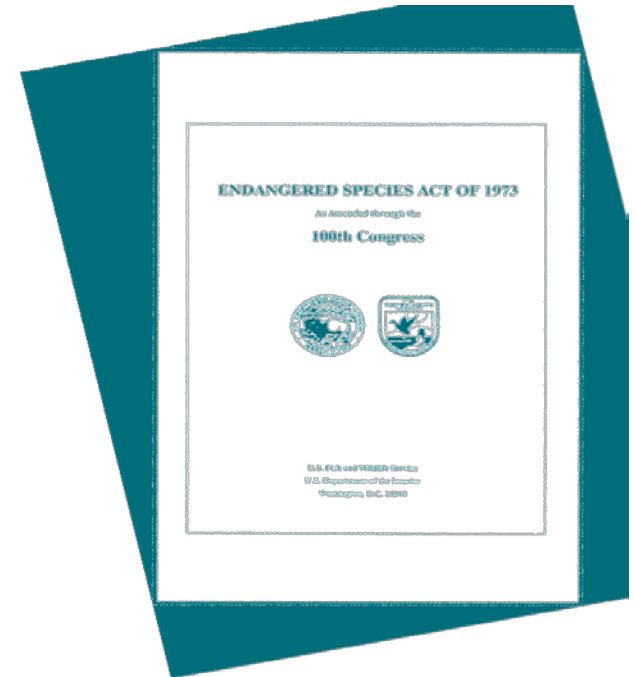 ENDANGERED SPECIES ACT OF 1973
As Amended through the
100th Congress
U.S. Fish and Wildlife Service
U.S. Department of the Interior
Washington, D.C. 20240